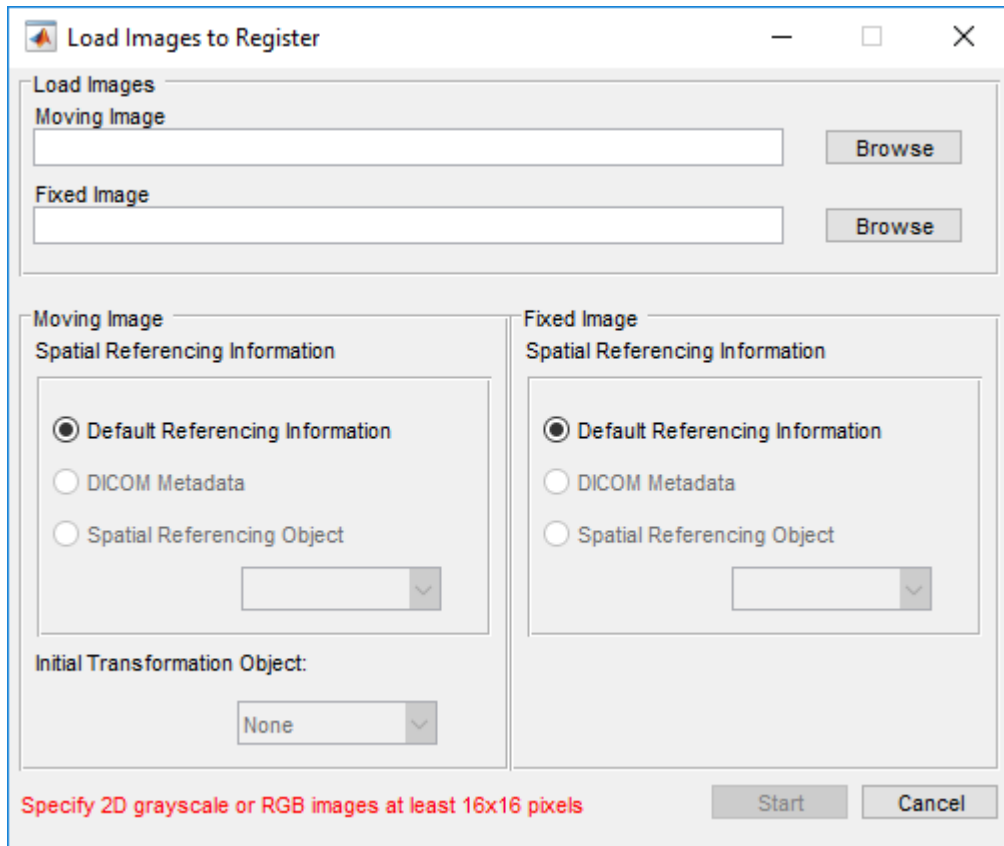 Load Images to Register
Load Images
Moving Image
Browse
Fixed Image
Browse
Moving Image
Spatial Referencing Information
Default Referencing Information
DICOM Metadata
Spatial Referencing Object
Initial Transformation Object:
None
Fixed Image
Spatial Referencing Information
Default Referencing Information
DICOM Metadata
Spatial Referencing Object
Specify 2D grayscale or RGB images at least 16x16 pixels
Start
Cancel